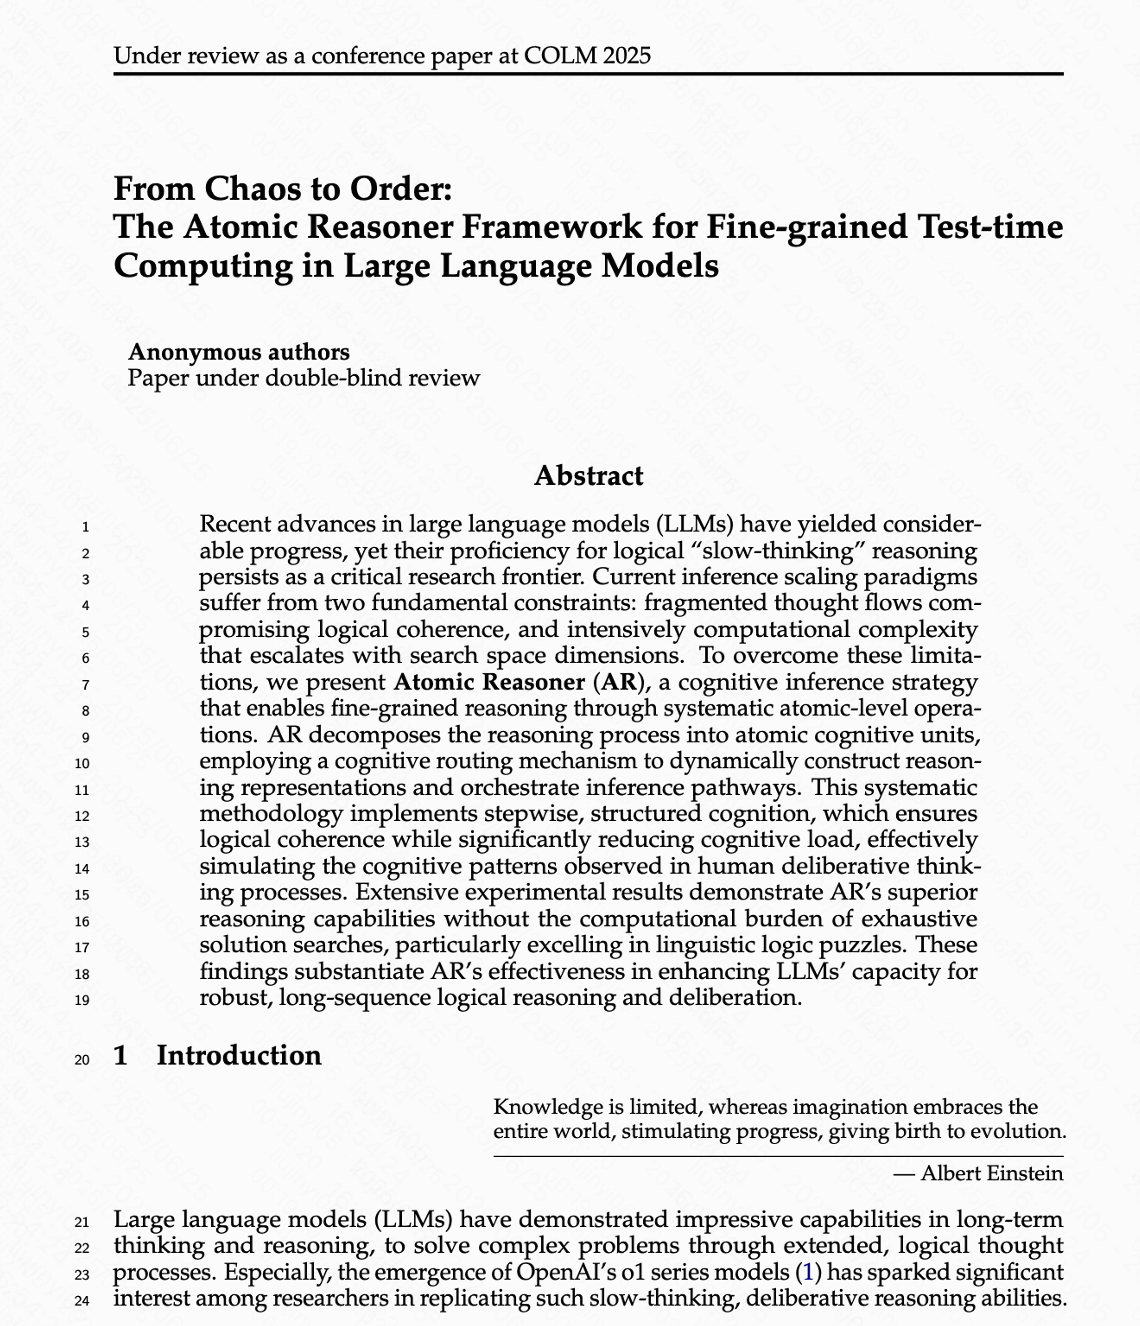 Under review as a conference paper at COLM 2025
From Chaos to Order:
The Atomic Reasoner Framework for Fine-grained Test-time
Computing in Large Language Models
Anonymous authors
Paper under double-blind review
Abstract
1 Recent advances in large language models (LLMs) have yielded consider-
2 able progress, yet their proficiency for logical “slow-thinking” reasoning
3 persists as a critical research frontier. Current inference scaling paradigms
4 suffer from two fundamental constraints: fragmented thought flows com-
5 promising logical coherence, and intensively computational complexity
6 that escalates with search space dimensions. To overcome these limita-
7 tions, we present Atomic Reasoner (AR), a cognitive inference strategy
8 that enables fine-grained reasoning through systematic atomic-level opera-
9 tions. AR decomposes the reasoning process into atomic cognitive units,
10 employing a cognitive routing mechanism to dynamically construct reason-
11 ing representations and orchestrate inference pathways. This systematic
12 methodology implements stepwise, structured cognition, which ensures
13 logical coherence while significantly reducing cognitive load, effectively
14 simulating the cognitive patterns observed in human deliberative think-
15 ing processes. Extensive experimental results demonstrate AR’s superior
16 reasoning capabilities without the computational burden of exhaustive
17 solution searches, particularly excelling in linguistic logic puzzles. These
18 findings substantiate AR’s effectiveness in enhancing LLMs’ capacity for
19 robust, long-sequence logical reasoning and deliberation.
20 1 Introduction
Knowledge is limited, whereas imagination embraces the
entire world, stimulating progress, giving birth to evolution.
— Albert Einstein
21 Large language models (LLMs) have demonstrated impressive capabilities in long-term
22 thinking and reasoning, to solve complex problems through extended, logical thought
23 processes. Especially, the emergence of OpenAI’s o1 series models (1) has sparked significant
24 interest among researchers in replicating such slow-thinking, deliberative reasoning abilities.